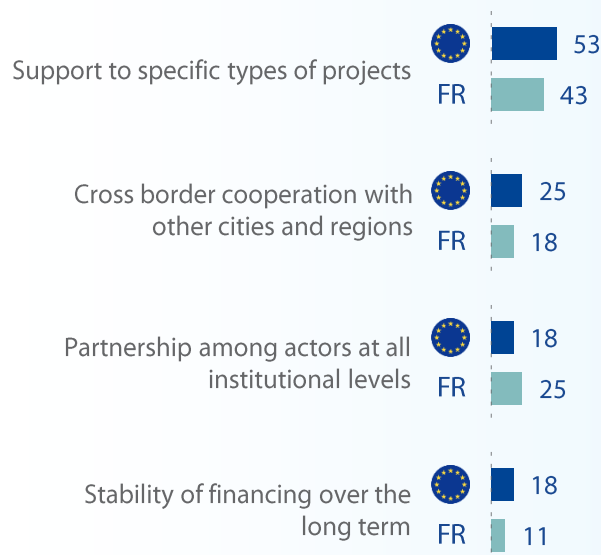 53
Support to specific types of projects
FR 43
Cross border cooperation with
25
other cities and regions
FR 18
Partnership among actors at all
18
institutional levels
FR 25
Stability of financing over the
18
long term
FR 11